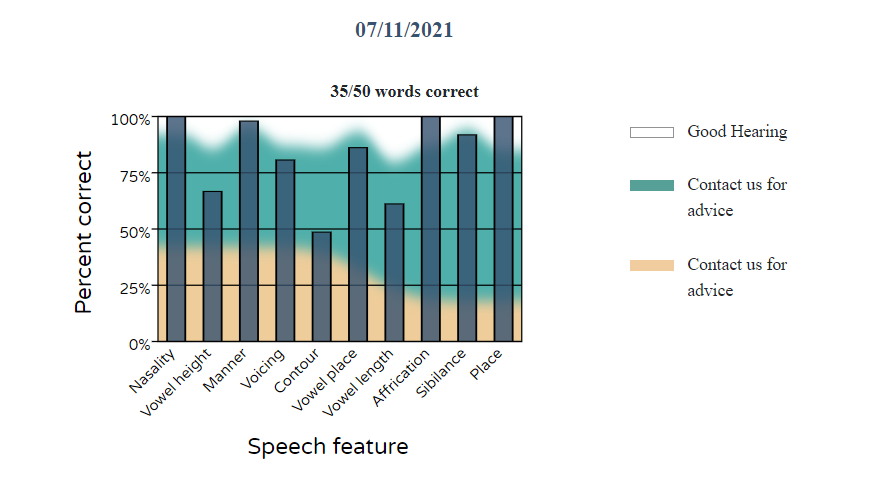 07/11/2021
35/50 words correct
100%
75%
50%
25%
0%
Percent correct
Nasality
Vowel height
Manner
Voicing
Contour
Vowel place
Vowel length
Affrication
Sibilance
Place
Speech feature
Good Hearing
Contact us for
advice
Contact us for
advice